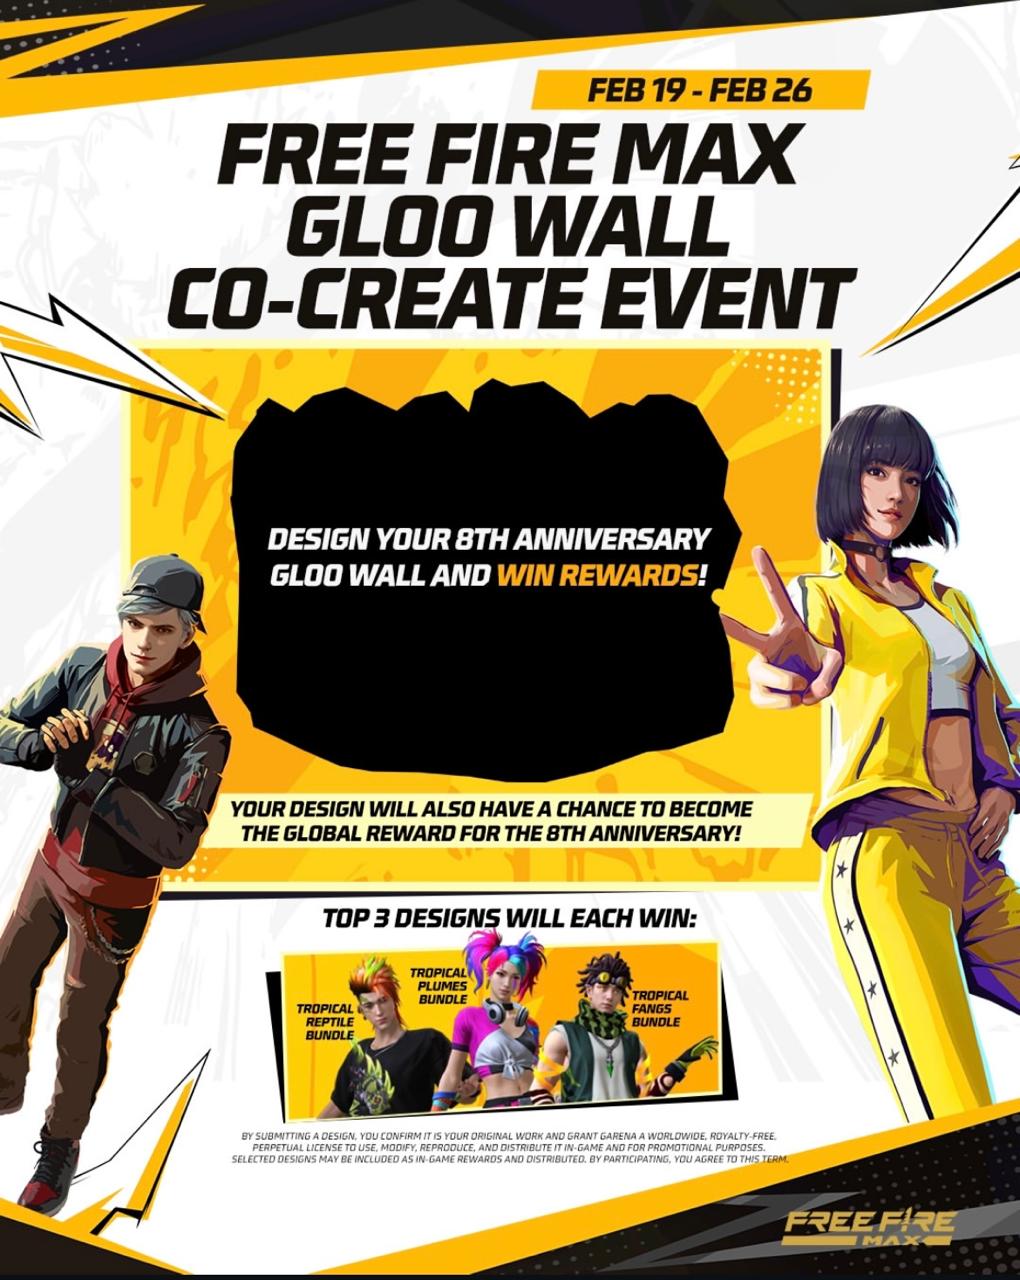 FEB 19 - FEB 26
FREE FIRE MAX
GLOO WALL
CO-CREATE EVENT
DESIGN YOUR 8TH ANNIVERSARY
GLOO WALL AND WIN REWARDS!
YOUR DESIGN WILL ALSO HAVE A CHANCE TO BECOME
THE GLOBAL REWARD FOR THE 8TH ANNIVERSARY!
TOP 3 DESIGNS WILL EACH WIN:
TROPICAL
REPTILE
BUNDLE
TROPICAL
PLUMES
BUNDLE
TROPICAL
FANGS
BUNDLE
BY SUBMITTING A DESIGN, YOU CONFIRM IT IS YOUR ORIGINAL WORK AND GRANT GARENA A WORLDWIDE, ROYALTY-FREE,
PERPETUAL LICENSE TO USE, MODIFY, REPRODUCE, AND DISTRIBUTE IT IN-GAME AND FOR PROMOTIONAL PURPOSES.
SELECTED DESIGNS MAY BE INCLUDED AS IN-GAME REWARDS AND DISTRIBUTED. BY PARTICIPATING, YOU AGREE TO THIS TERM.
FREE FIRE
MAX